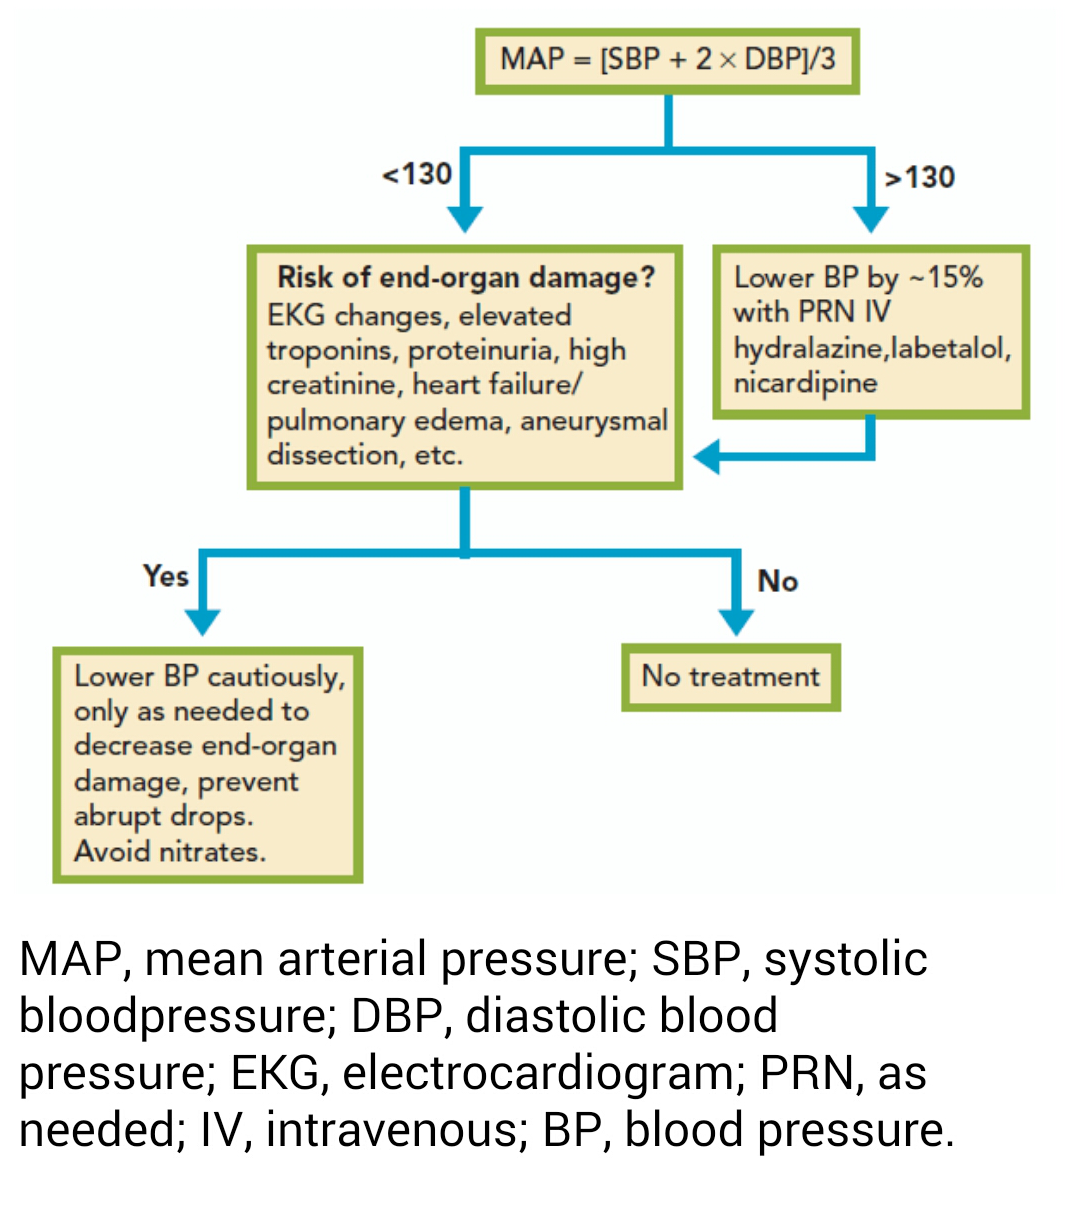 MAP = [SBP + 2 × DBP]/3
<130
>130
Risk of end-organ damage?
EKG changes, elevated
troponins, proteinuria, high
creatinine, heart failure/
pulmonary edema, aneurysmal
dissection, etc.
Lower BP by ~15%
with PRN IV
hydralazine,labetalol,
nicardipine
Yes
No
Lower BP cautiously,
only as needed to
decrease end-organ
damage, prevent
abrupt drops.
Avoid nitrates.
No treatment
MAP, mean arterial pressure; SBP, systolic
bloodpressure; DBP, diastolic blood
pressure; EKG, electrocardiogram; PRN, as
needed; IV, intravenous; BP, blood pressure.